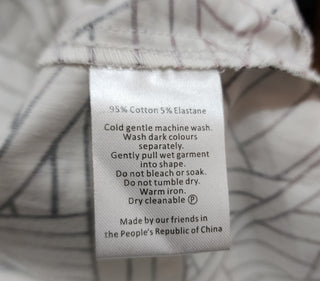 95% Cotton 5% Elastane
Cold gentle machine wash.
Wash dark colours
separately.
Gently pull wet garment
into shape.
Do not bleach or soak.
Do not tumble dry.
Warm iron.
Dry cleanable Ⓟ
Made by our friends in
the People's Republic of China